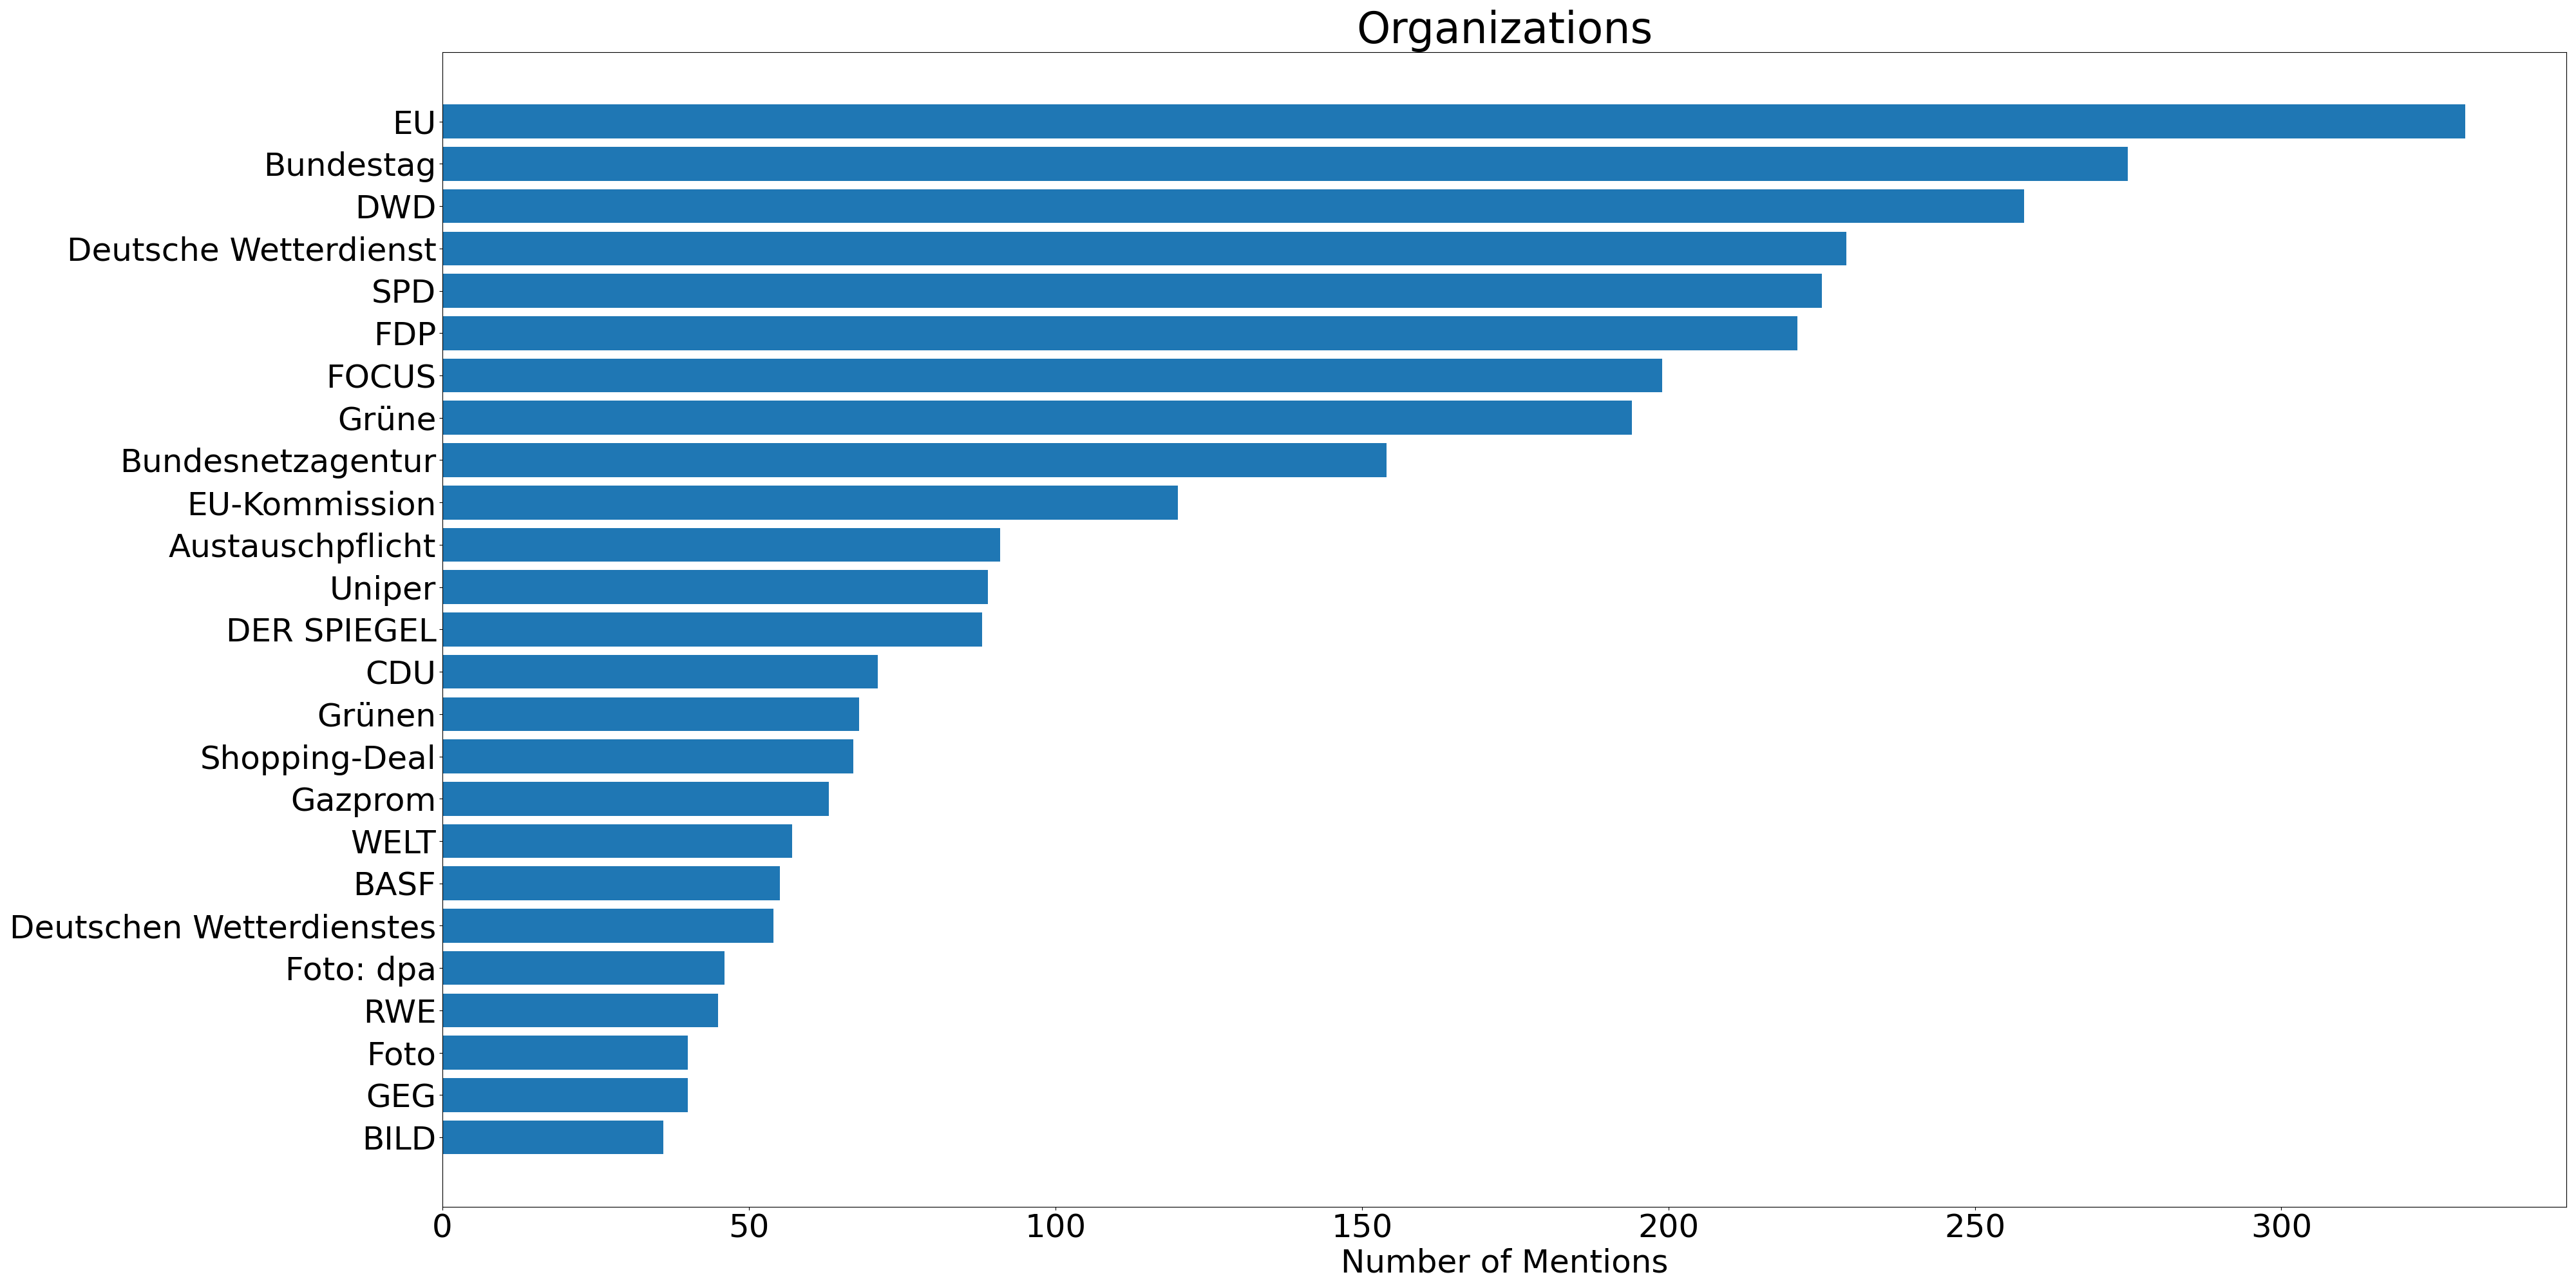 Organizations
EU
Bundestag
DWD
Deutsche Wetterdienst
SPD
FDP
FOCUS
Grüne
Bundesnetzagentur
EU-Kommission
Austauschpflicht
Uniper
DER SPIEGEL
CDU
Grünen
Shopping-Deal
Gazprom
WELT
BASF
Deutschen Wetterdienstes
Foto: dpa
RWE
Foto
GEG
BILD
0 50 100 150 200 250 300
Number of Mentions